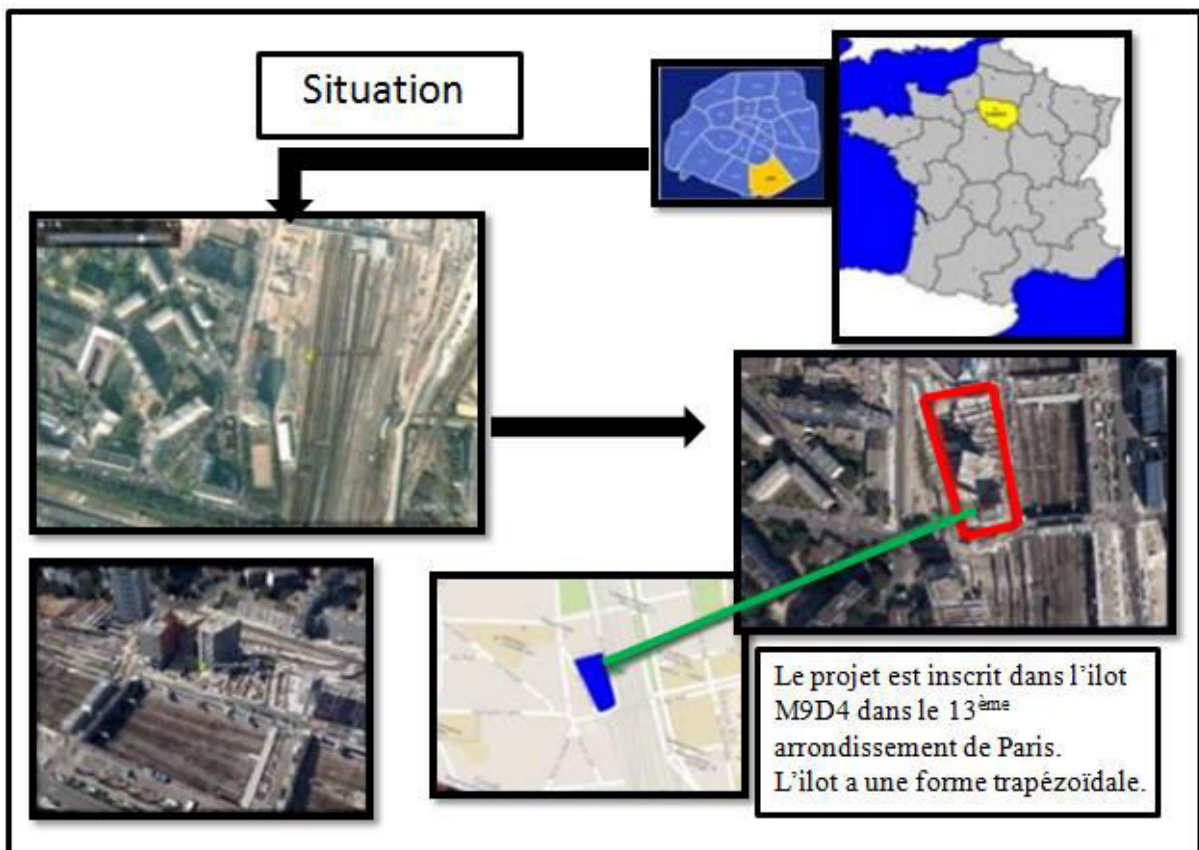 Situation
Le projet est inscrit dans l'ilot
M9D4 dans le 13ème
arrondissement de Paris.
L'ilot a une forme trapézoïdale.